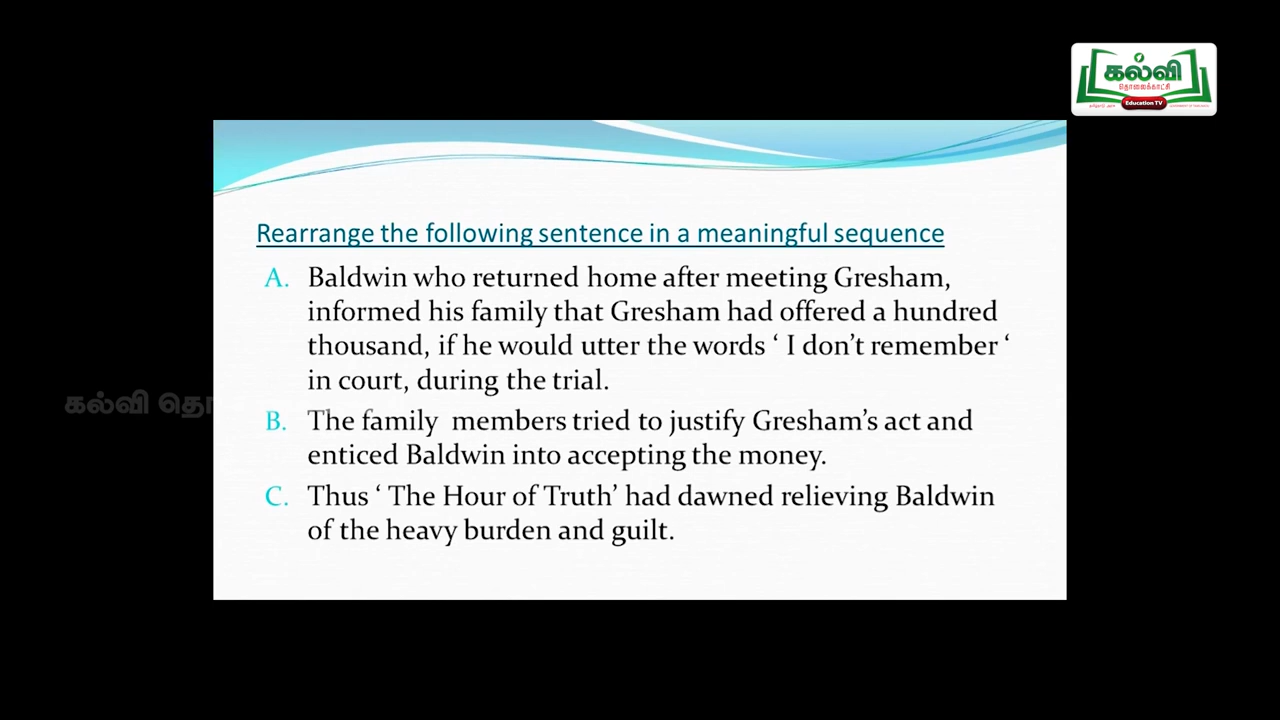 கல்வி
தொலைக்காட்சி
Education TV
Rearrange the following sentence in a meaningful sequence
A. Baldwin who returned home after meeting Gresham,
informed his family that Gresham had offered a hundred
thousand, if he would utter the words ‘ I don’t remember ‘
in court, during the trial.
கல்வி தொ
B. The family members tried to justify Gresham’s act and
enticed Baldwin into accepting the money.
C. Thus ‘ The Hour of Truth’ had dawned relieving Baldwin
of the heavy burden and guilt.